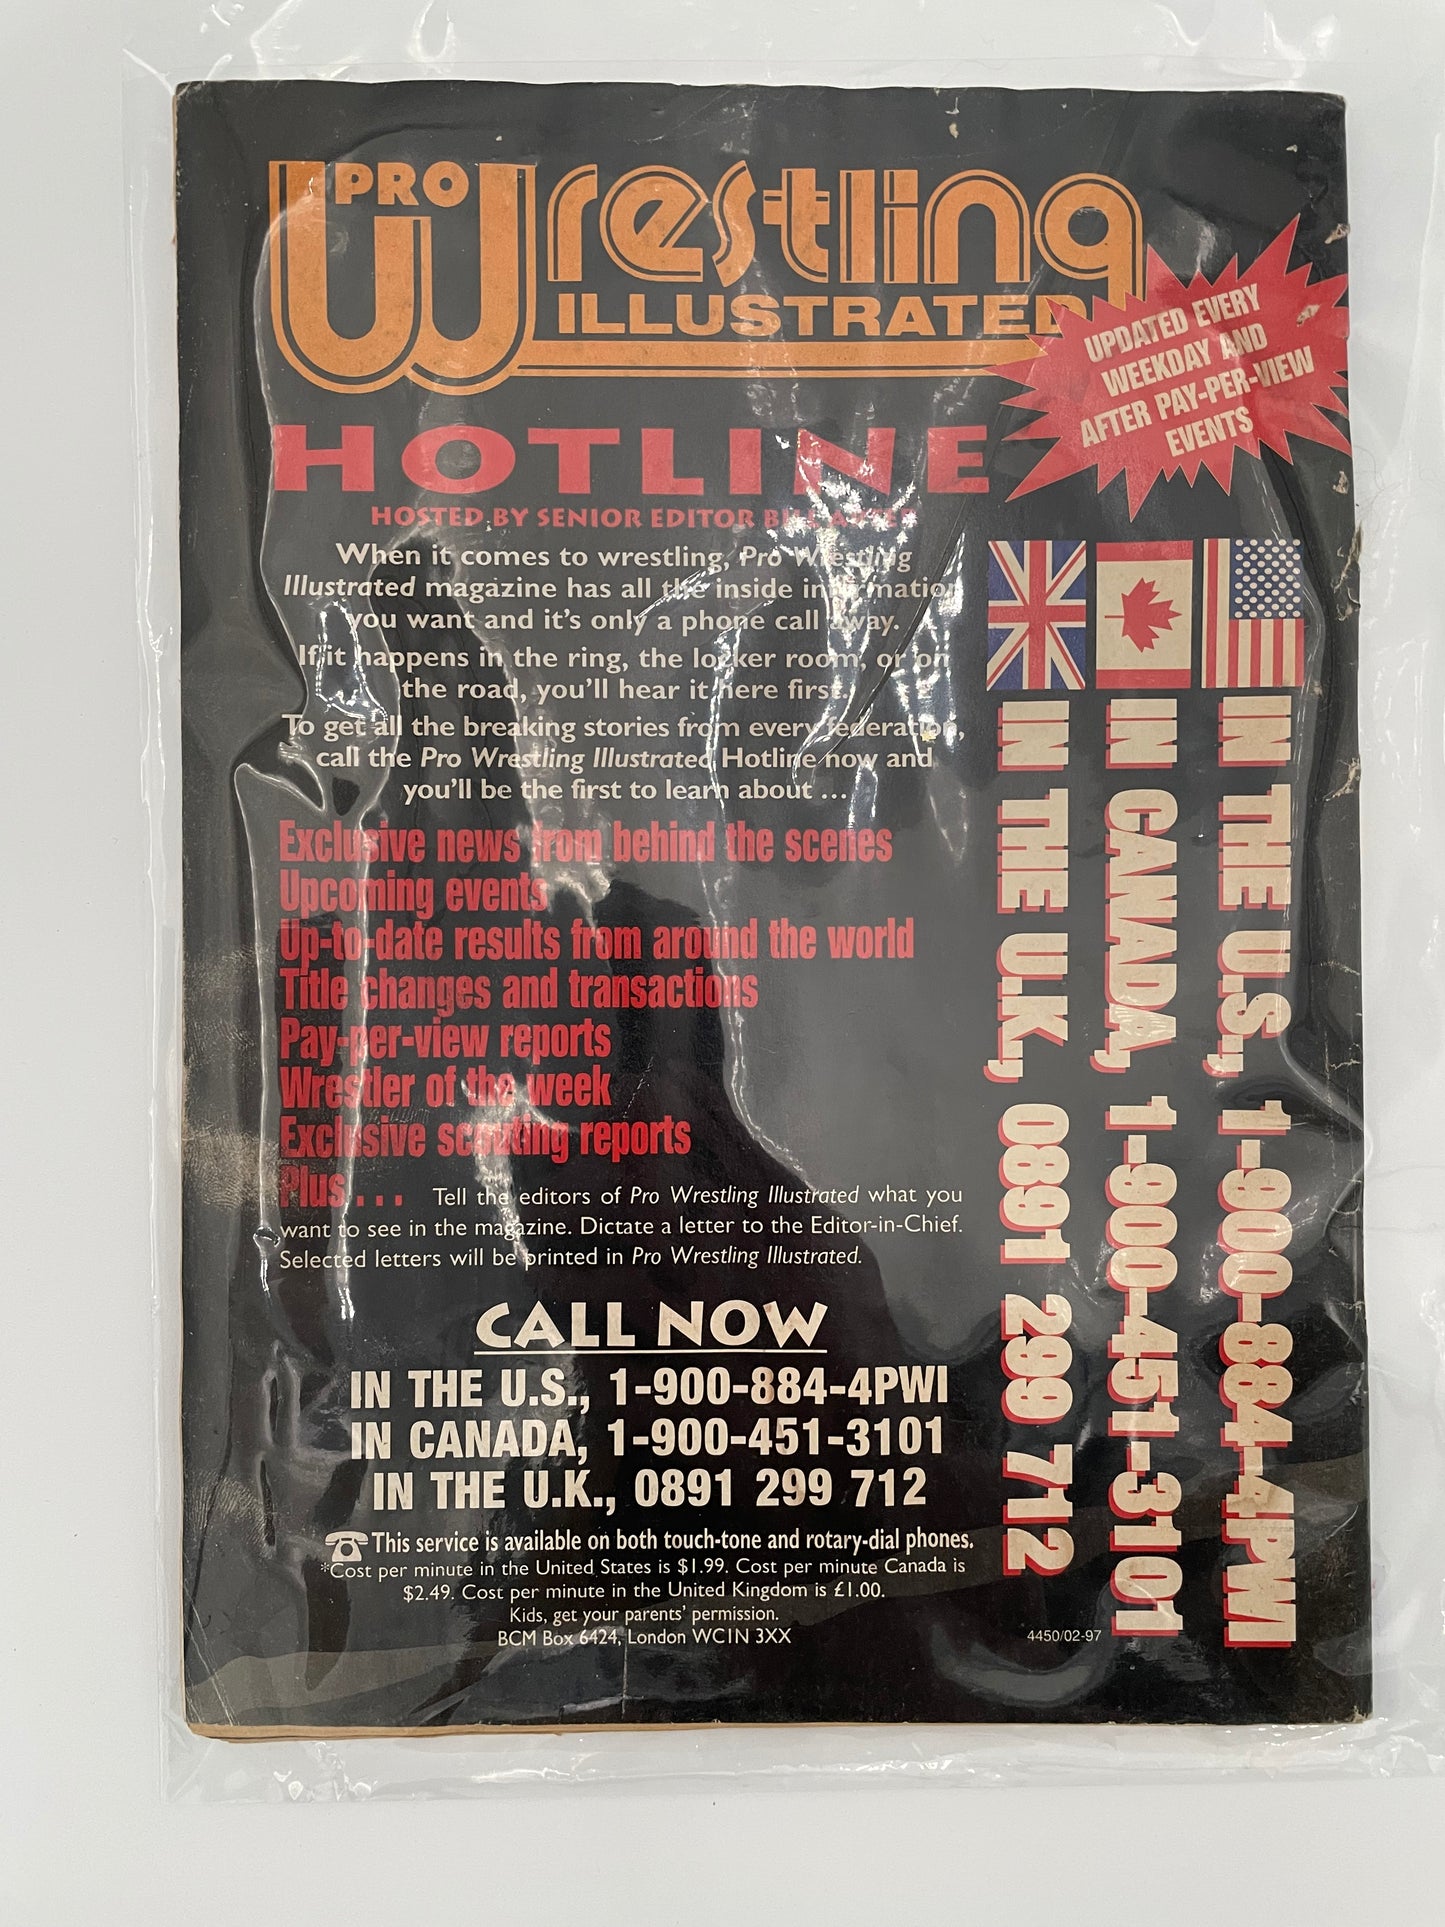 PRO Wrestling
ILLUSTRATED
UPDATED EVERY
WEEKDAY AND
AFTER PAY-PER-VIEW
EVENTS
HOTLINE
HOSTED BY SENIOR EDITOR BILL APTER
When it comes to wrestling, Pro Wrestling
Illustrated magazine has all the inside information
you want and it's only a phone call away.
If it happens in the ring, the locker room, or on
the road, you'll hear it here first.
To get all the breaking stories from every federation,
call the Pro Wrestling Illustrated Hotline now and
you'll be the first to learn about ...
Exclusive news from behind the scenes
Upcoming events
Up-to-date results from around the world
Title changes and transactions
Pay-per-view reports
Wrestler of the week
Exclusive scouting reports
Plus . . . Tell the editors of Pro Wrestling Illustrated what you
want to see in the magazine. Dictate a letter to the Editor-in-Chief.
Selected letters will be printed in Pro Wrestling Illustrated.
CALL NOW
IN THE U.S., 1-900-884-4PWI
IN CANADA, 1-900-451-3101
IN THE U.K., 0891 299 712
This service is available on both touch-tone and rotary-dial phones.
*Cost per minute in the United States is $1.99. Cost per minute Canada is
$2.49. Cost per minute in the United Kingdom is £1.00.
Kids, get your parents' permission.
BCM Box 6424, London WC1N 3XX
4450/02-97
IN THE U.S., 1-900-884-4PWI
IN CANADA, 1-900-451-3101
IN THE U.K., 0891 299 712